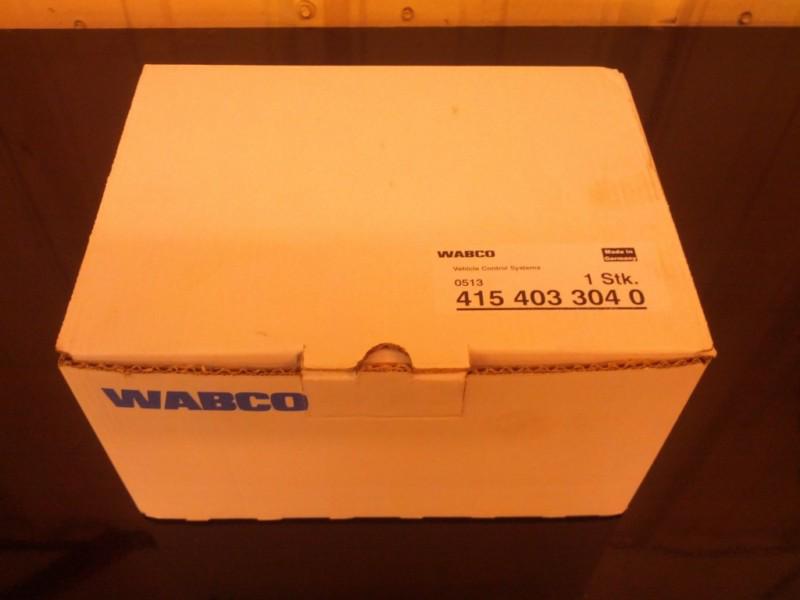 WABCO
Made in
Germany
Vehicle Control Systems
0513
1 Stk.
415 403 304 0
WABCO